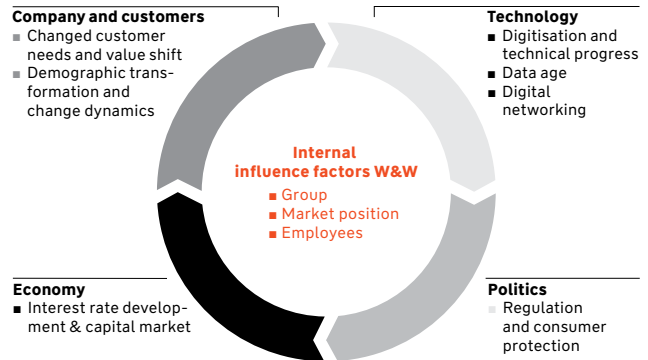 Company and customers
■ Changed customer
needs and value shift
■ Demographic trans-
formation and
change dynamics
Technology
■ Digitisation and
technical progress
■ Data age
■ Digital
networking
Internal
influence factors W&W
■ Group
■ Market position
■ Employees
Economy
■ Interest rate develop-
ment & capital market
Politics
■ Regulation
and consumer
protection